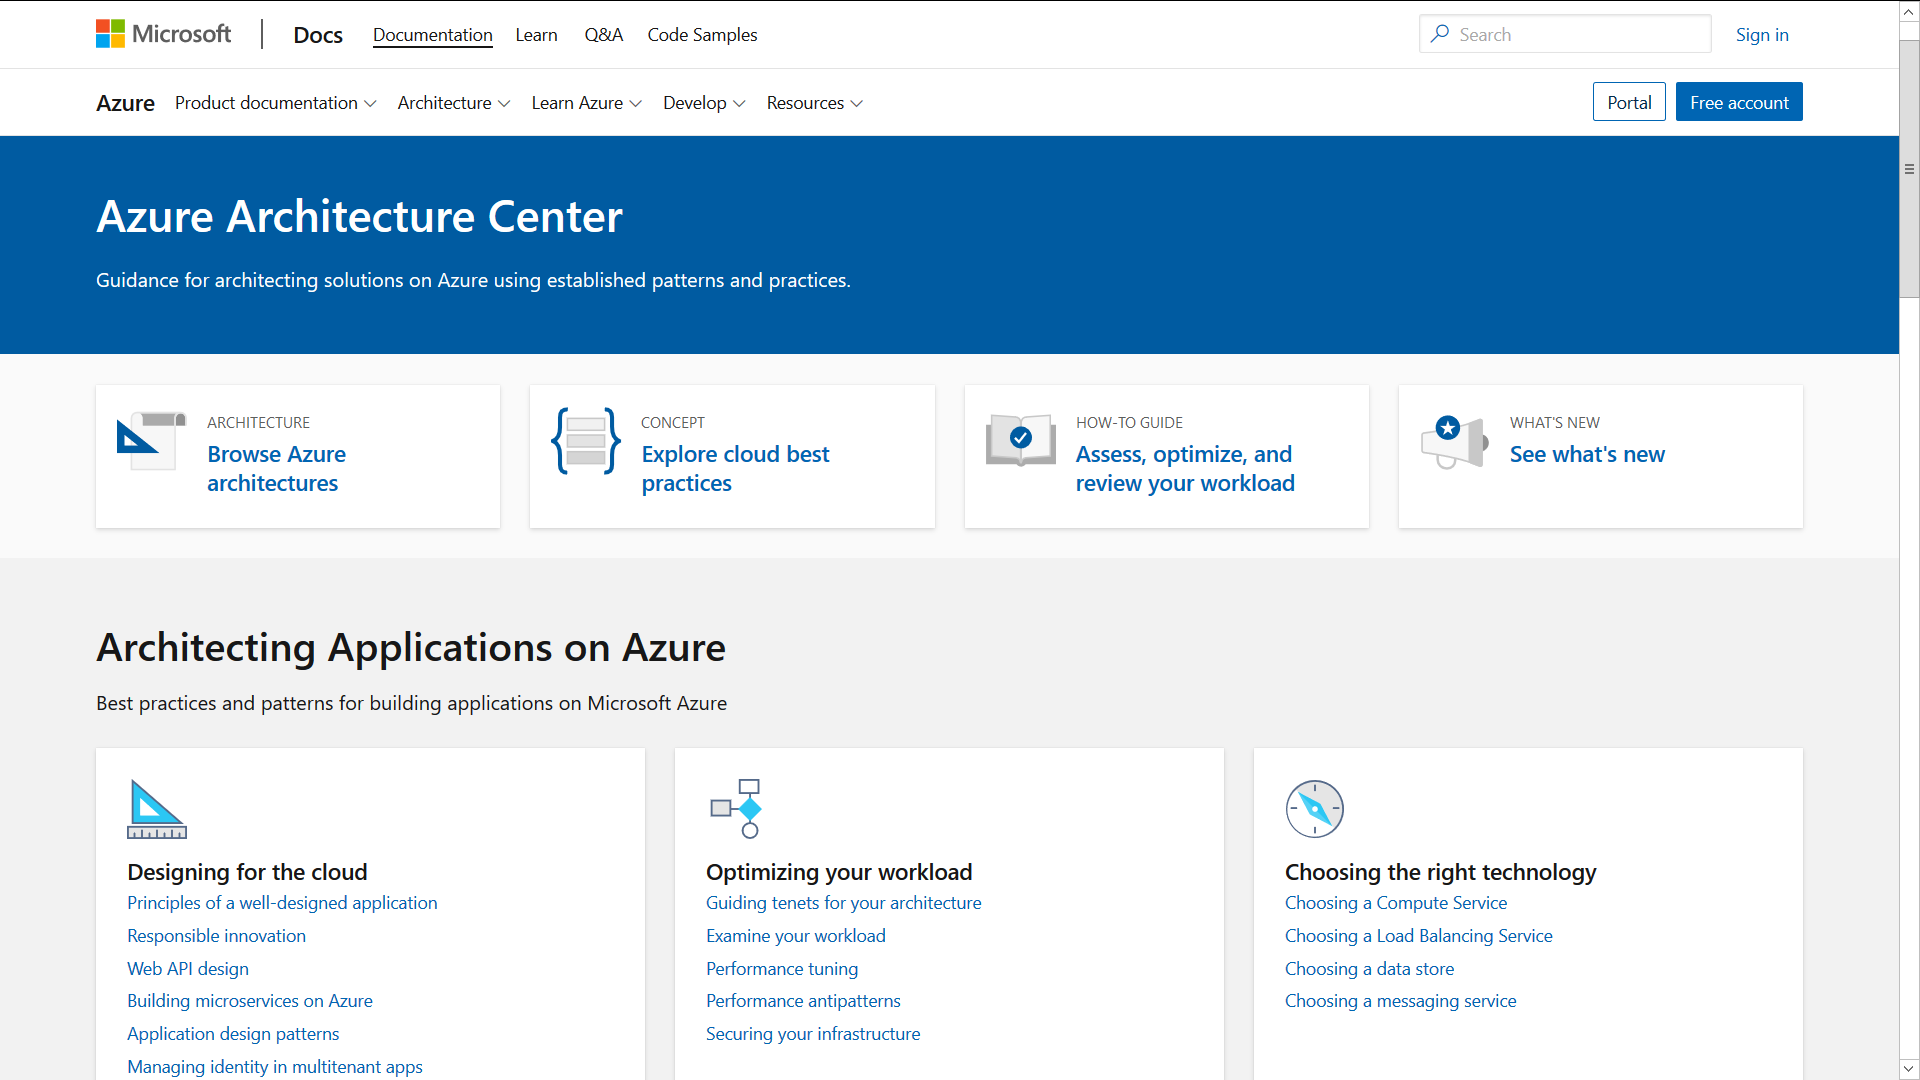 Microsoft Docs Documentation Learn Q&A Code Samples Search Sign in
Azure Product documentation Architecture Learn Azure Develop Resources Portal Free account
Azure Architecture Center
Guidance for architecting solutions on Azure using established patterns and practices.
ARCHITECTURE
Browse Azure
architectures
CONCEPT
Explore cloud best
practices
HOW-TO GUIDE
Assess, optimize, and
review your workload
WHAT'S NEW
See what's new
Architecting Applications on Azure
Best practices and patterns for building applications on Microsoft Azure
Designing for the cloud
Principles of a well-designed application
Responsible innovation
Web API design
Building microservices on Azure
Application design patterns
Managing identity in multitenant apps
Optimizing your workload
Guiding tenets for your architecture
Examine your workload
Performance tuning
Performance antipatterns
Securing your infrastructure
Choosing the right technology
Choosing a Compute Service
Choosing a Load Balancing Service
Choosing a data store
Choosing a messaging service